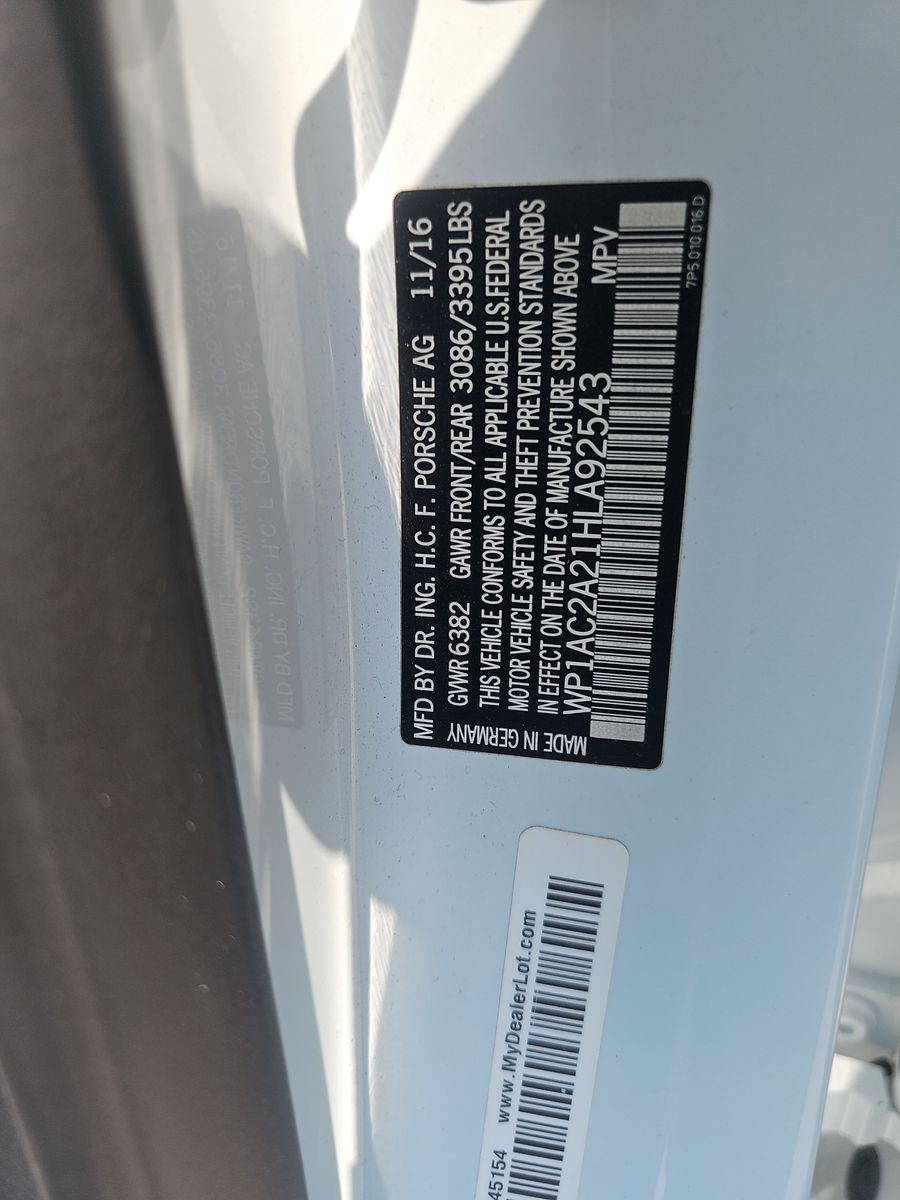 MFD BY DR. ING. H.C. F. PORSCHE AG 11/16
GVWR 6382 GAWR FRONT/REAR 3086/3395LBS
THIS VEHICLE CONFORMS TO ALL APPLICABLE U.S.FEDERAL
MOTOR VEHICLE SAFETY AND THEFT PREVENTION STANDARDS
IN EFFECT ON THE DATE OF MANUFACTURE SHOWN ABOVE
WP1AC2A21HLA92543 MPV
MADE IN GERMANY
7P5.010.016.D
45154 www.MyDealerLot.com